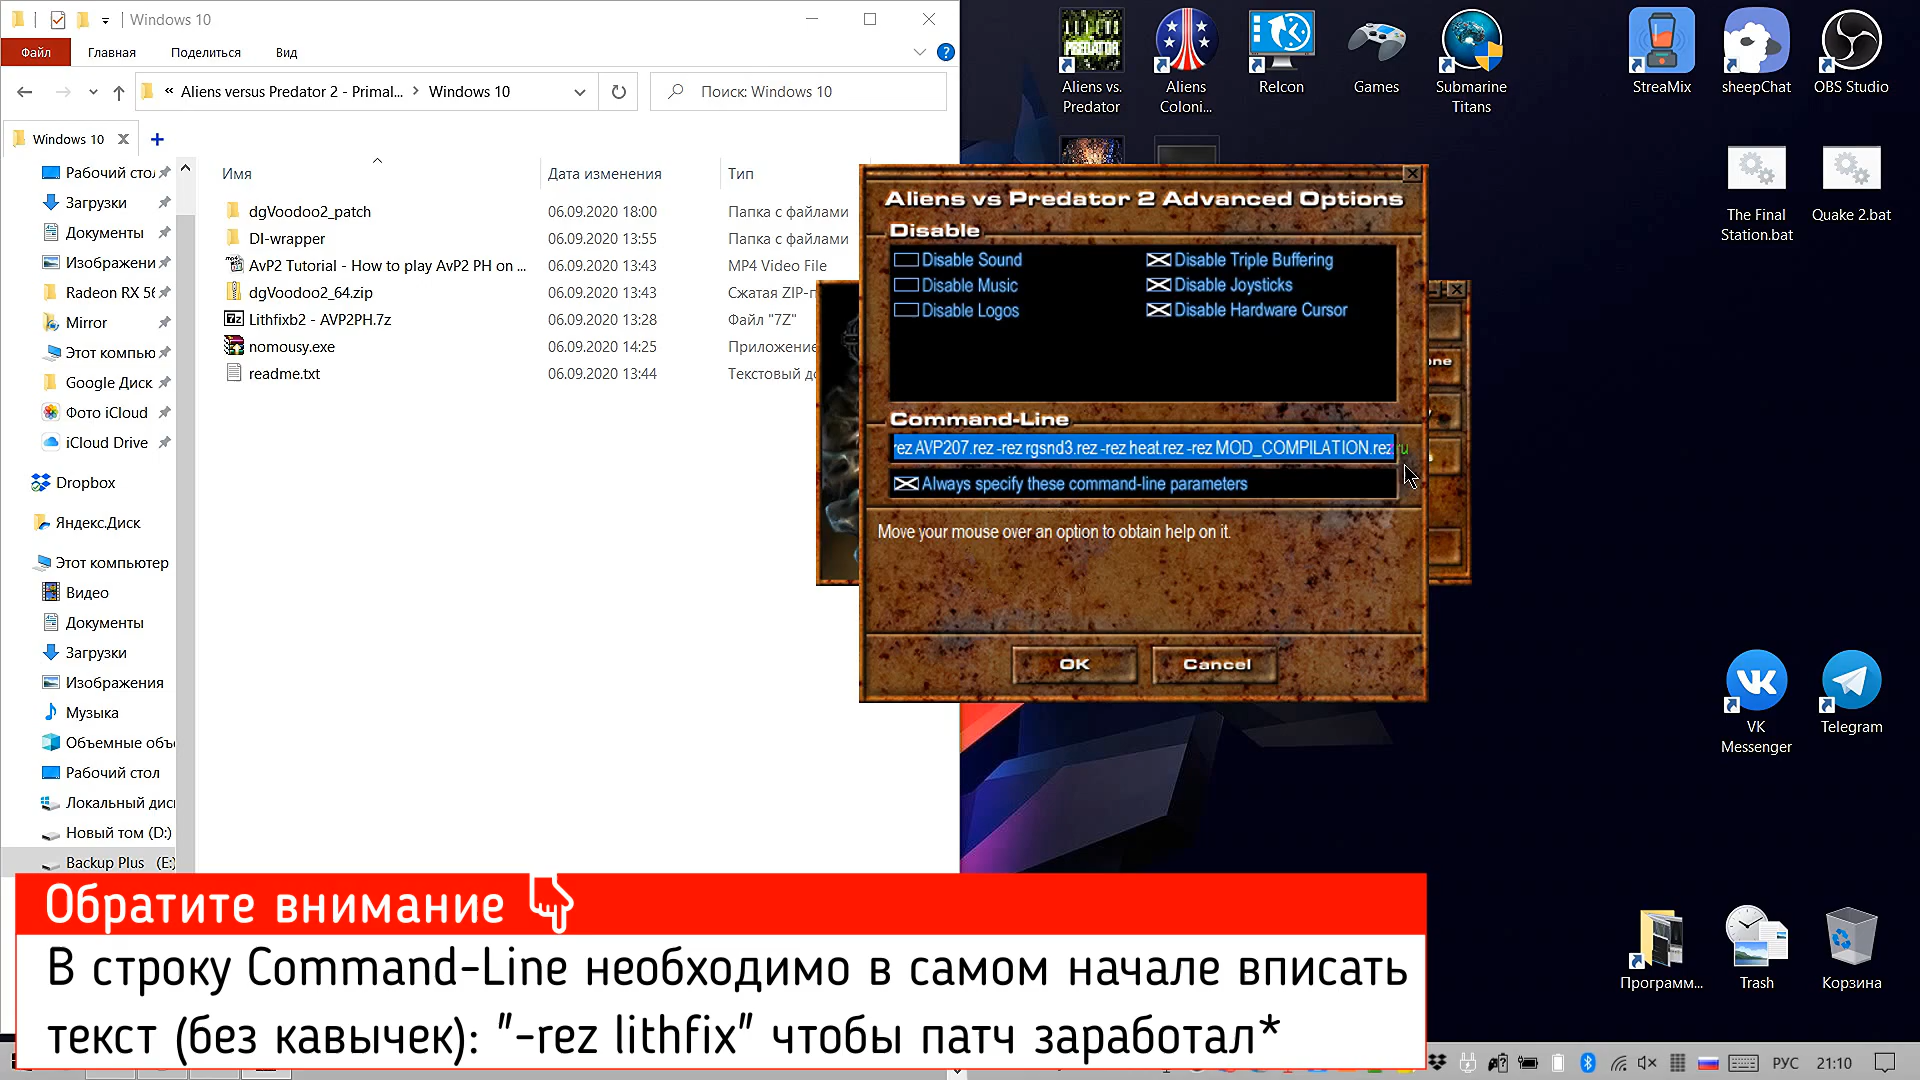 Windows 10
Файл
Главная
Поделиться
Вид
« Aliens versus Predator 2 - Primal... > Windows 10
Поиск: Windows 10
Windows 10
Имя
Дата изменения
Тип
dgVoodoo2_patch 06.09.2020 18:00 Папка с файлами
DI-wrapper 06.09.2020 13:55 Папка с файлами
AvP2 Tutorial - How to play AvP2 PH on ... 06.09.2020 13:43 MP4 Video File
dgVoodoo2_64.zip 06.09.2020 13:43 Сжатая ZIP-п
Lithfixb2 - AVP2PH.7z 06.09.2020 13:28 Файл "7Z"
nomousy.exe 06.09.2020 14:25 Приложение
readme.txt 06.09.2020 13:44 Текстовый до
Рабочий стол
Загрузки
Документы
Изображени
Radeon RX 56
Mirror
Этот компью
Google Диск
Фото iCloud
iCloud Drive
Dropbox
Яндекс.Диск
Этот компьютер
Видео
Документы
Загрузки
Изображения
Музыка
Объемные объ
Рабочий стол
Локальный дис
Новый том (D:)
Backup Plus (E:)
Aliens vs.
Predator
Aliens
Coloni...
ReIcon
Games
Submarine
Titans
StreaMix
sheepChat
OBS Studio
The Final
Station.bat
Quake 2.bat
Aliens vs Predator 2 Advanced Options
Disable
Disable Sound
Disable Music
Disable Logos
Disable Triple Buffering
Disable Joysticks
Disable Hardware Cursor
Command-Line
rez AVP207.rez -rez rgsnd3.rez -rez heat.rez -rez MOD_COMPILATION.rez
ru
Always specify these command-line parameters
Move your mouse over an option to obtain help on it.
OK
Cancel
VK
Messenger
Telegram
Программ...
Trash
Корзина
Обратите внимание
В строку Command-Line необходимо в самом начале вписать
текст (без кавычек): "-rez lithfix" чтобы патч заработал*
РУС
21:10